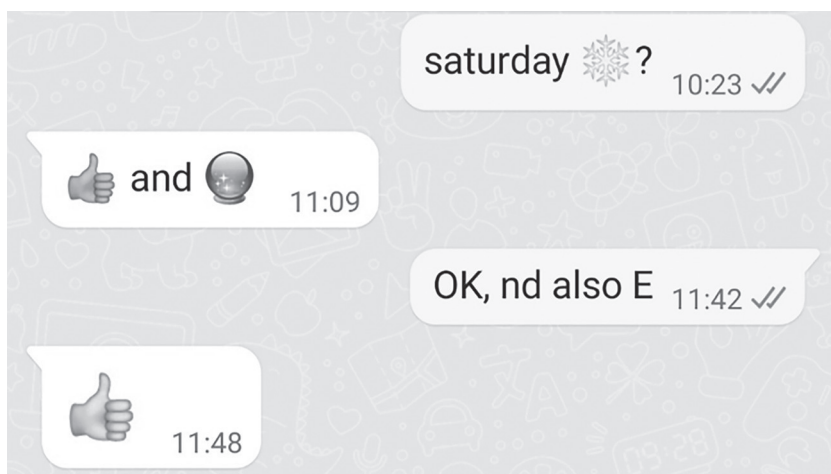 saturday ❄?
10:23
👍 and 🔮
11:09
OK, nd also E
11:42
👍
11:48